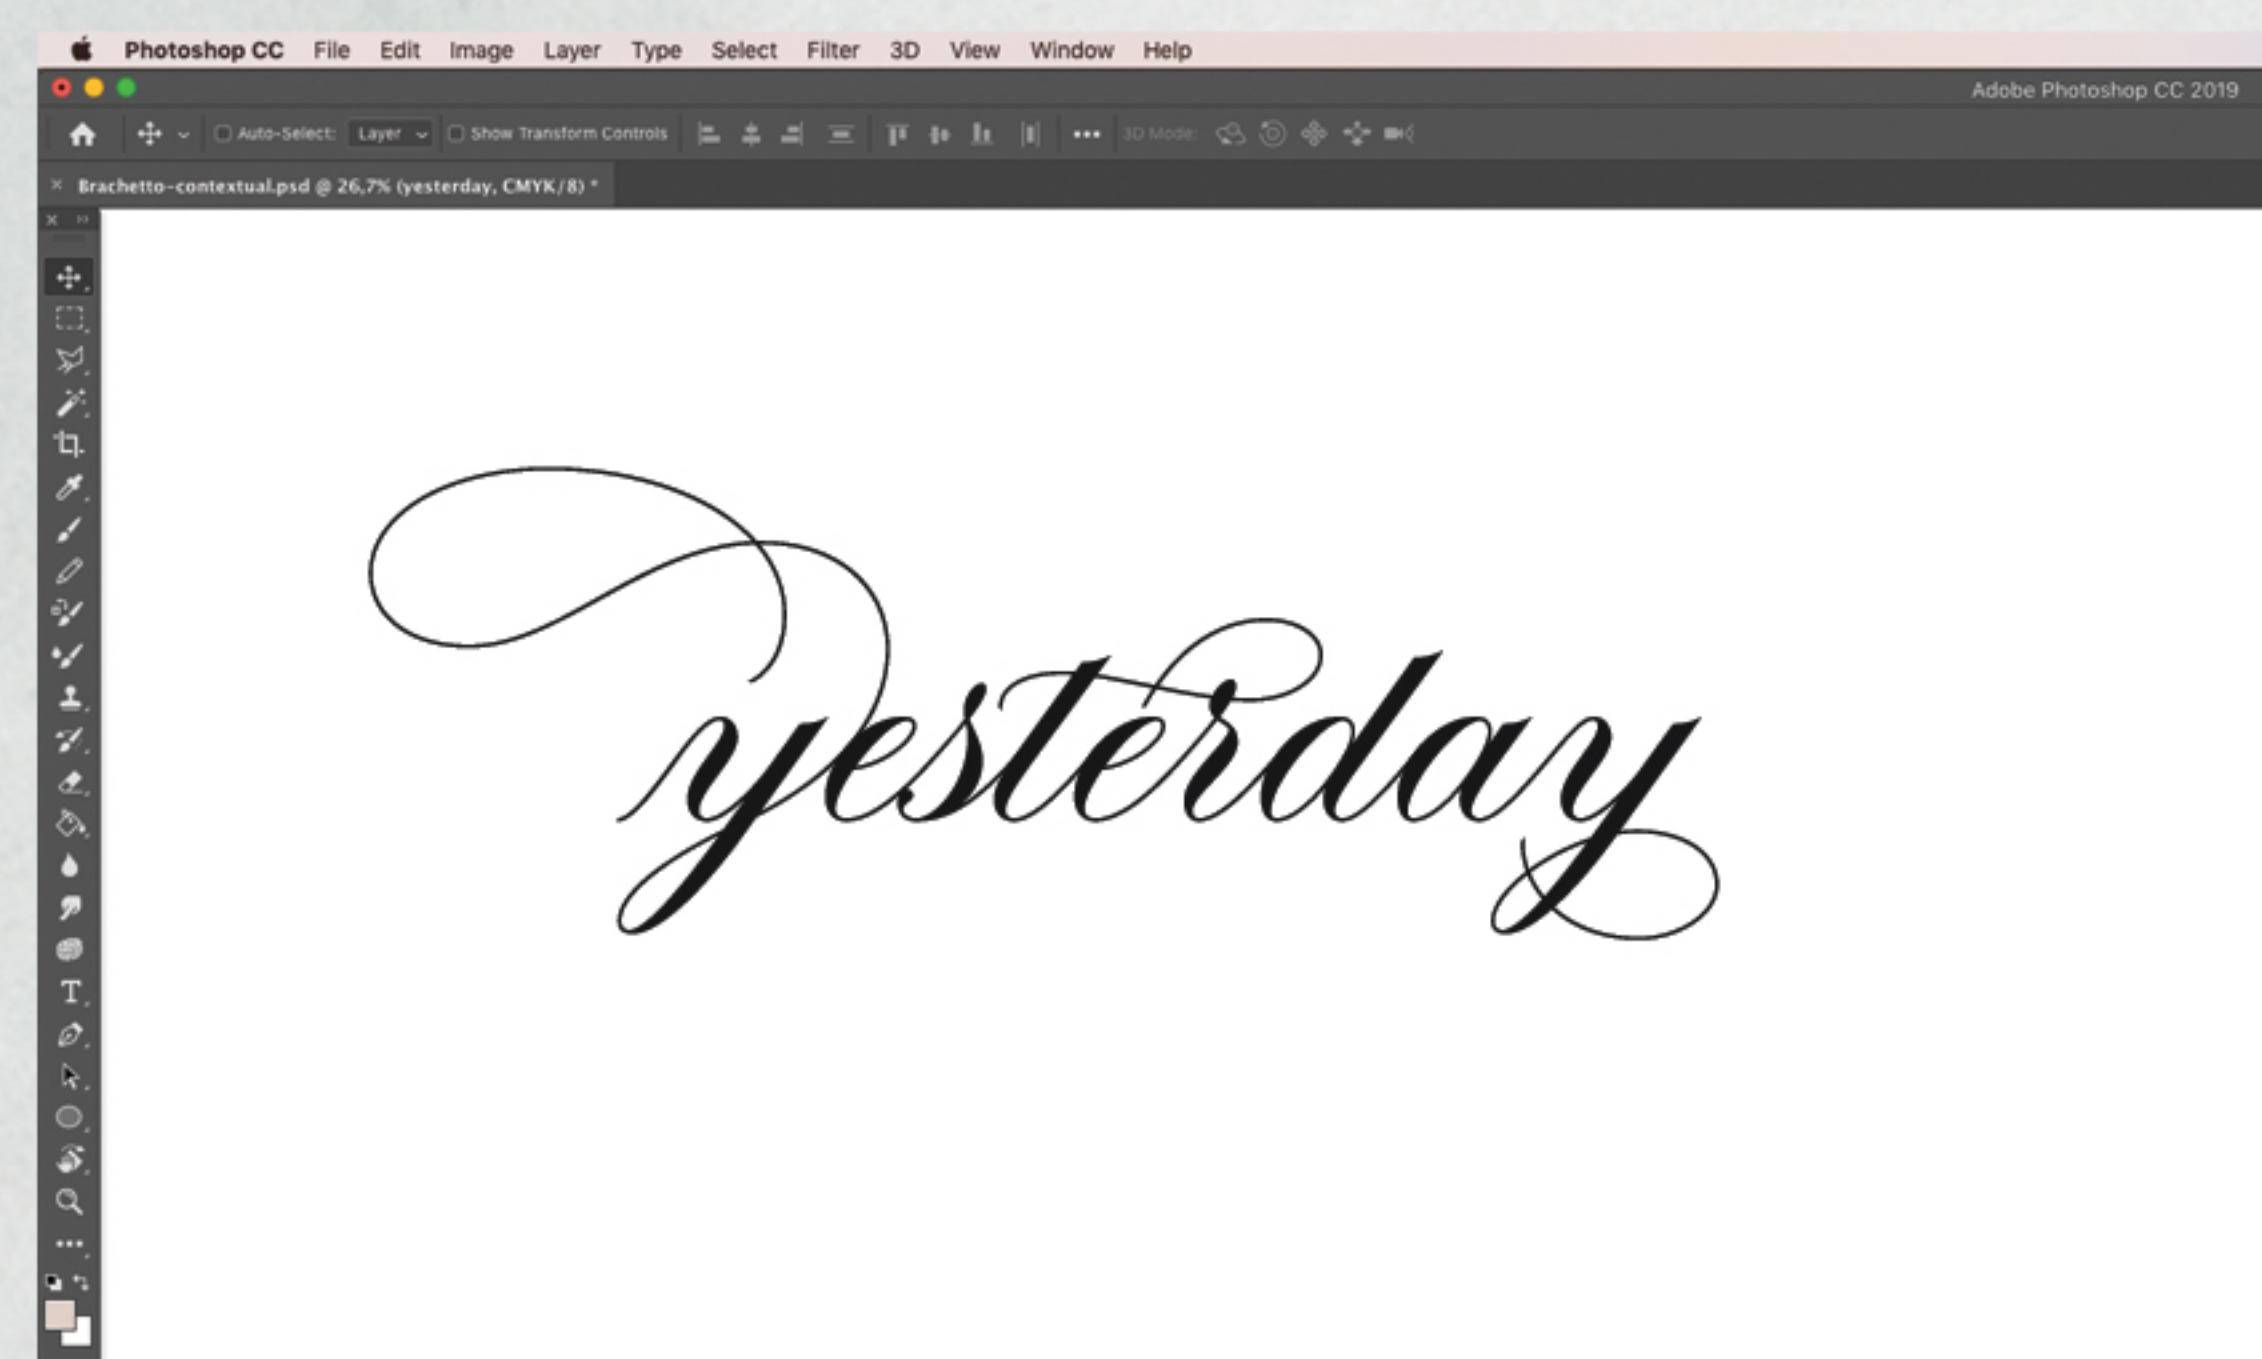 Photoshop CC File Edit Image Layer Type Select Filter 3D View Window Help
Adobe Photoshop CC 2019
Auto-Select: Layer Show Transform Controls 3D Mode:
Brachetto-contextual.psd @ 26,7% (yesterday, CMYK/8) *
yesterday